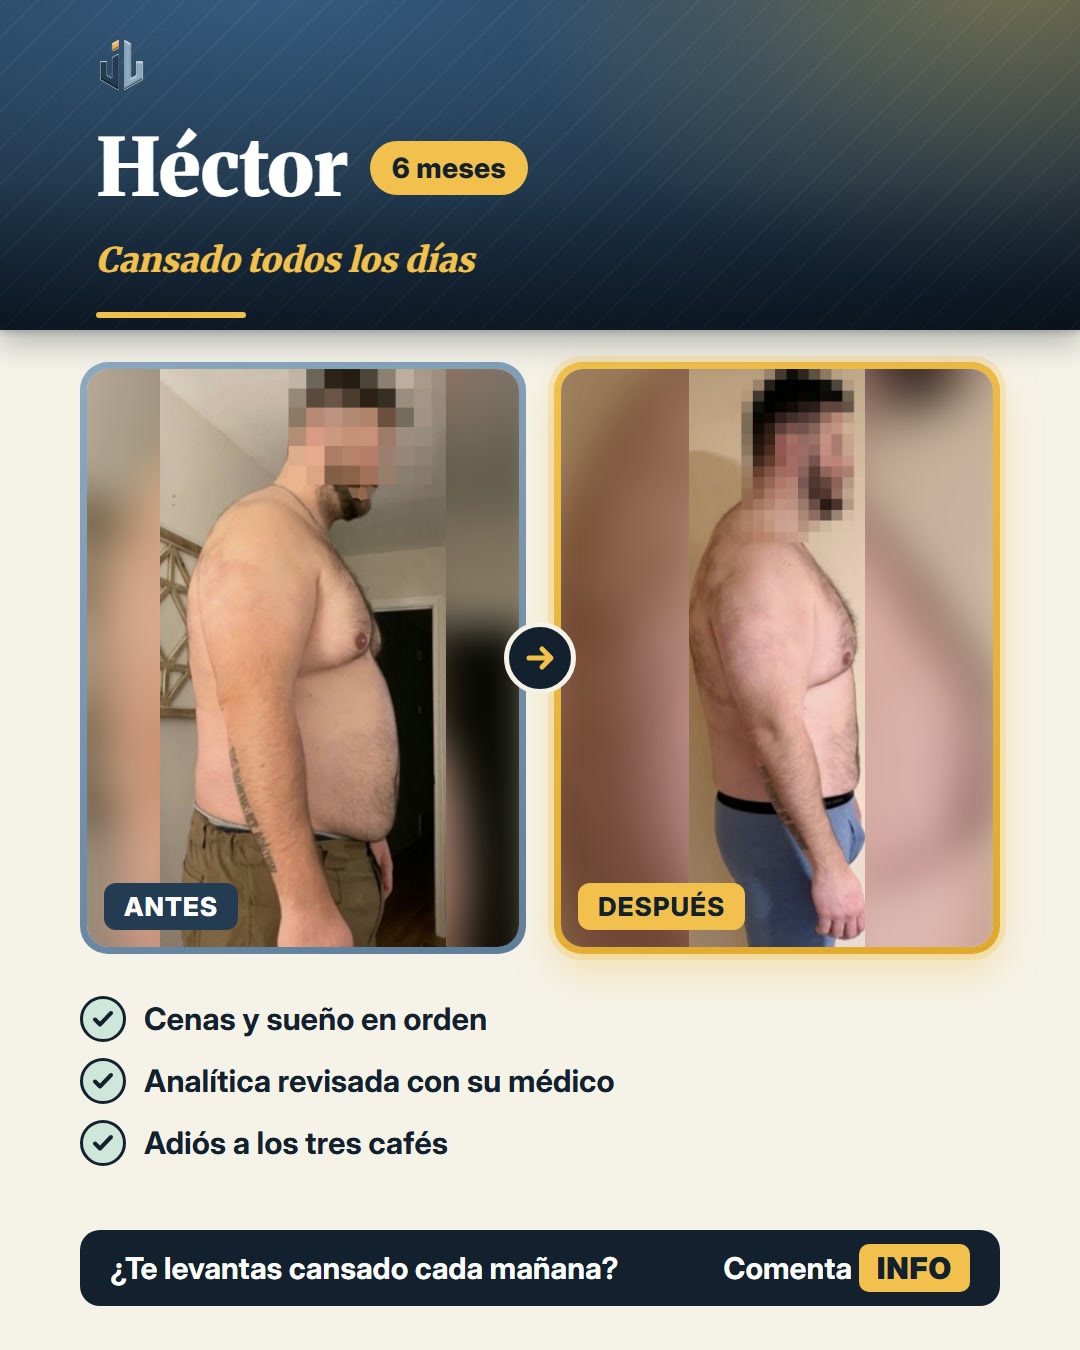 Héctor
6 meses
Cansado todos los días
ANTES
DESPUÉS
Cenas y sueño en orden
Analítica revisada con su médico
Adiós a los tres cafés
¿Te levantas cansado cada mañana?
Comenta INFO